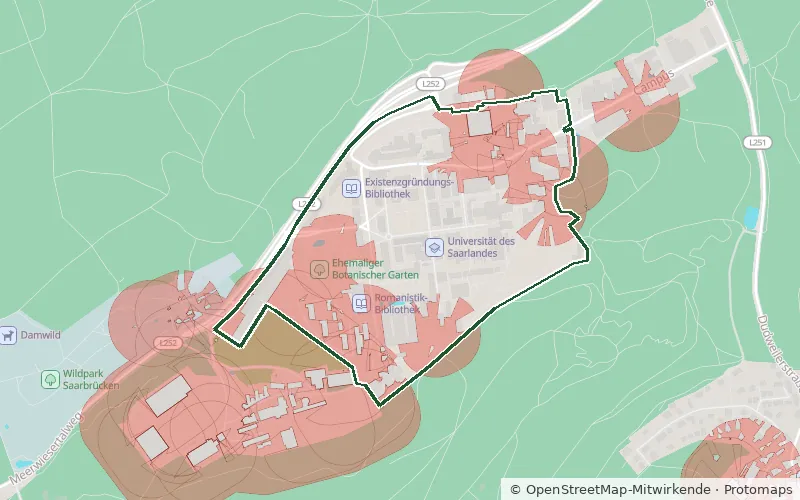 L252
Campus
L251
Existenzgründungs-
Bibliothek
Universität des
Saarlandes
Ehemaliger
Botanischer Garten
Romanistik-
Bibliothek
Damwild
L252
Wildpark
Saarbrücken
Meerwiesertalweg
Dudweilerstraße
© OpenStreetMap-Mitwirkende · Protomaps